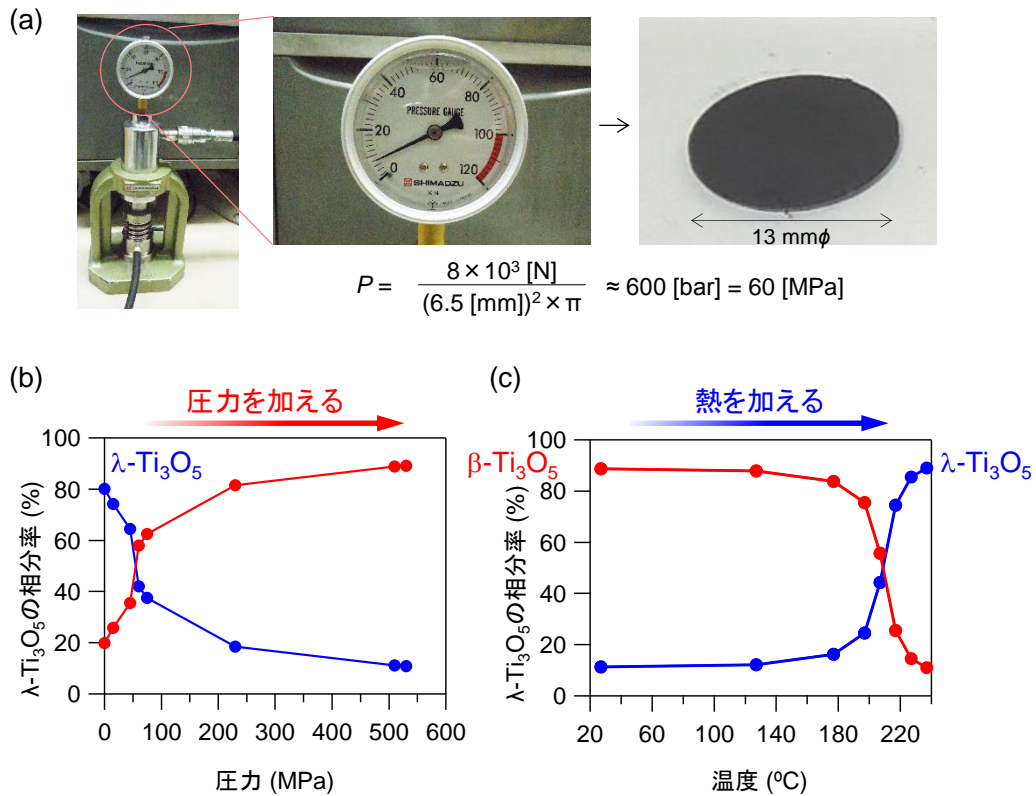 (a)
0
20
40
60
80
100
120
PRESSURE GAUGE
SHIMADZU
KN
→
13 mmϕ
P = 8 × 10³ [N] / (6.5 [mm])² × π ≈ 600 [bar] = 60 [MPa]
(b)
圧力を加える
λ-Ti₃O₅
β-Ti₃O₅
λ-Ti₃O₅の相分率 (%)
100
80
60
40
20
0
0 100 200 300 400 500 600
圧力 (MPa)
(c)
熱を加える
λ-Ti₃O₅
λ-Ti₃O₅の相分率 (%)
100
80
60
40
20
0
20 60 100 140 180 220
温度 (ºC)